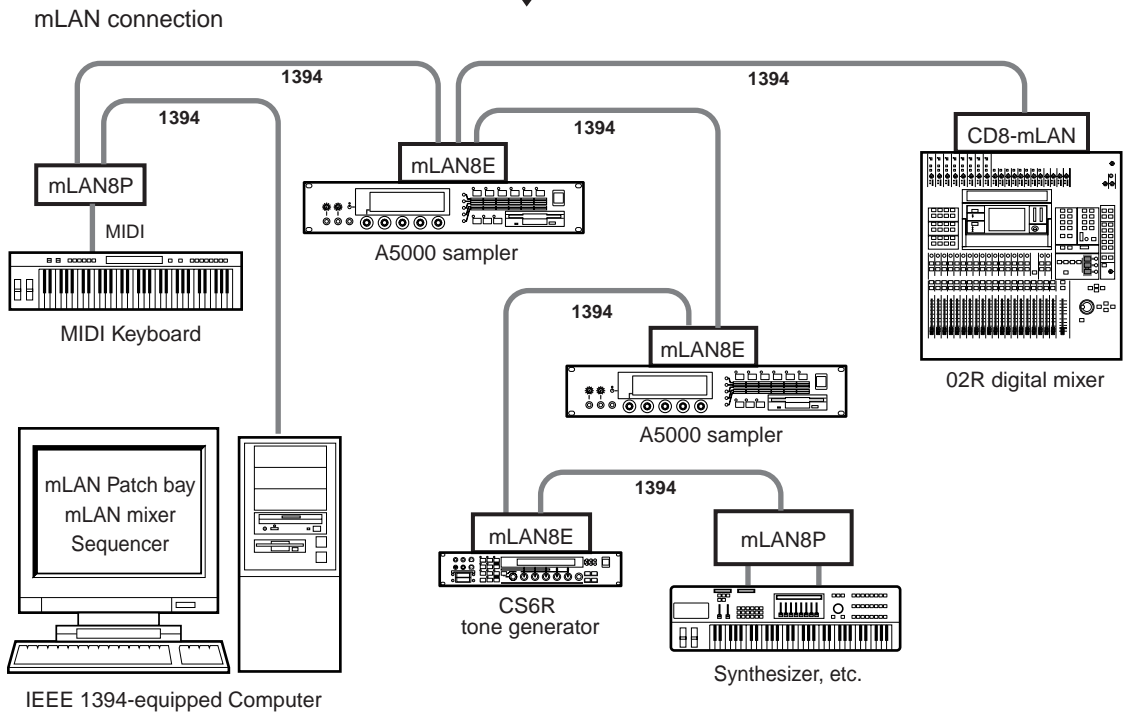 mLAN connection
1394
1394
1394
1394
CD8-mLAN
mLAN8E
mLAN8P
MIDI
A5000 sampler
MIDI Keyboard
1394
mLAN8E
02R digital mixer
A5000 sampler
mLAN Patch bay
mLAN mixer
Sequencer
1394
mLAN8E
mLAN8P
CS6R
tone generator
Synthesizer, etc.
IEEE 1394-equipped Computer